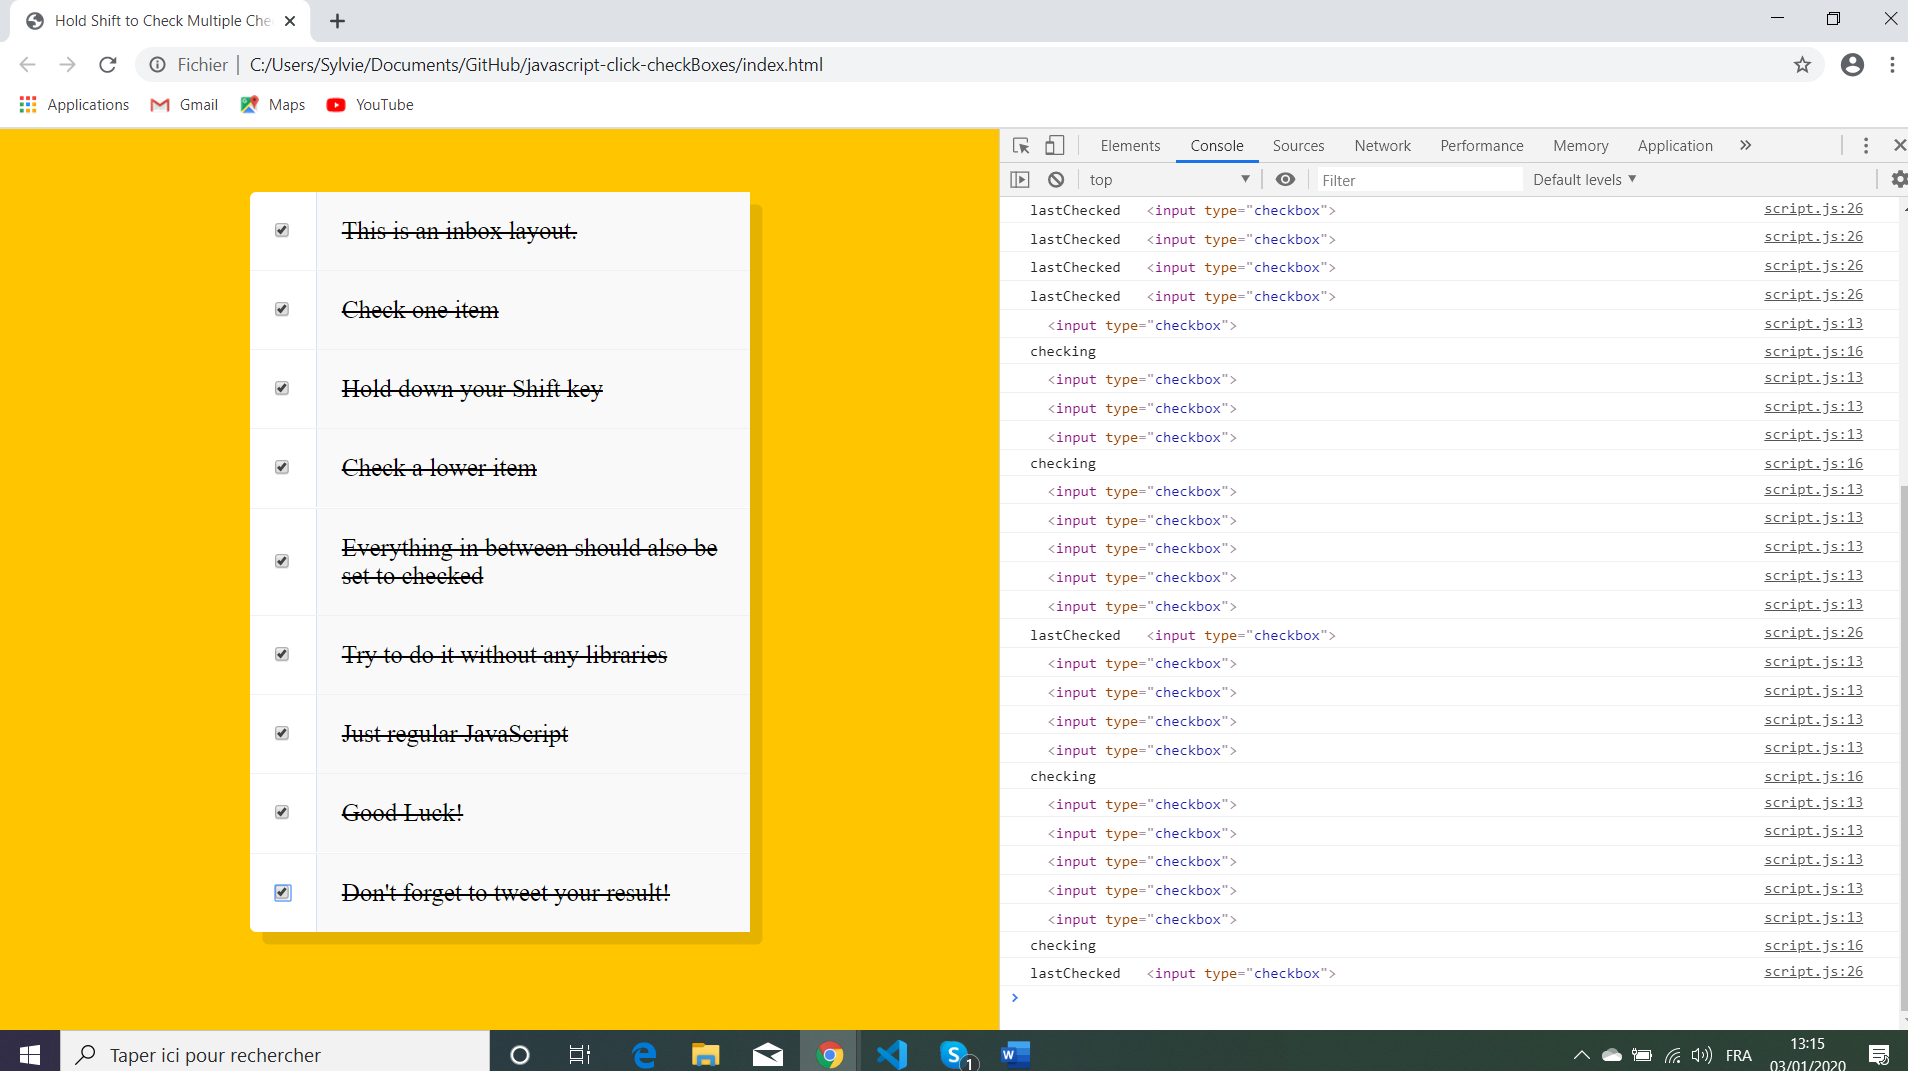 Hold Shift to Check Multiple Che
Fichier | C:/Users/Sylvie/Documents/GitHub/javascript-click-checkBoxes/index.html
Applications Gmail Maps YouTube
This is an inbox layout.
Check one item
Hold down your Shift key
Check a lower item
Everything in between should also be
set to checked
Try to do it without any libraries
Just regular JavaScript
Good Luck!
Don't forget to tweet your result!
Elements Console Sources Network Performance Memory Application »
top Filter Default levels
lastChecked <input type="checkbox"> script.js:26
lastChecked <input type="checkbox"> script.js:26
lastChecked <input type="checkbox"> script.js:26
lastChecked <input type="checkbox"> script.js:26
<input type="checkbox"> script.js:13
checking script.js:16
<input type="checkbox"> script.js:13
<input type="checkbox"> script.js:13
<input type="checkbox"> script.js:13
checking script.js:16
<input type="checkbox"> script.js:13
<input type="checkbox"> script.js:13
<input type="checkbox"> script.js:13
<input type="checkbox"> script.js:13
<input type="checkbox"> script.js:13
lastChecked <input type="checkbox"> script.js:26
<input type="checkbox"> script.js:13
<input type="checkbox"> script.js:13
<input type="checkbox"> script.js:13
<input type="checkbox"> script.js:13
checking script.js:16
<input type="checkbox"> script.js:13
<input type="checkbox"> script.js:13
<input type="checkbox"> script.js:13
<input type="checkbox"> script.js:13
<input type="checkbox"> script.js:13
checking script.js:16
lastChecked <input type="checkbox"> script.js:26
>
Taper ici pour rechercher
1
FRA
13:15
03/01/2020